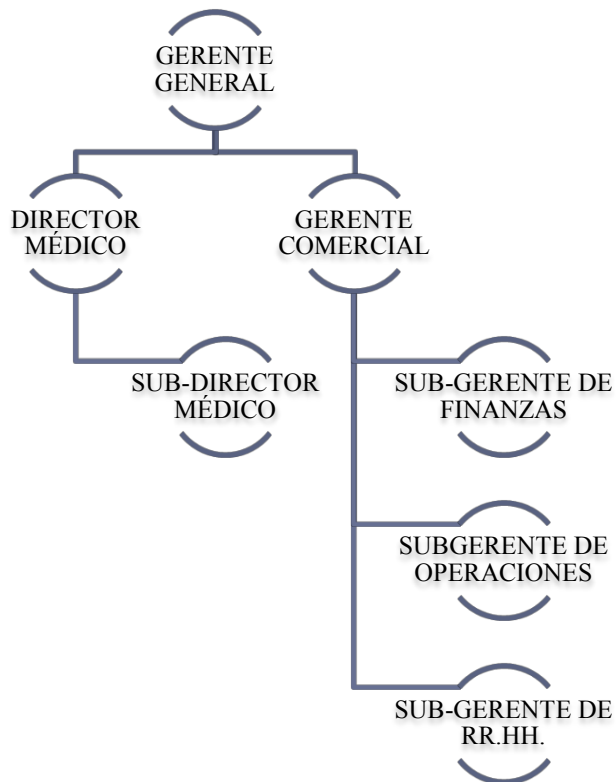 GERENTE
GENERAL
DIRECTOR
MÉDICO
GERENTE
COMERCIAL
SUB-DIRECTOR
MÉDICO
SUB-GERENTE DE
FINANZAS
SUBGERENTE DE
OPERACIONES
SUB-GERENTE DE
RR.HH.